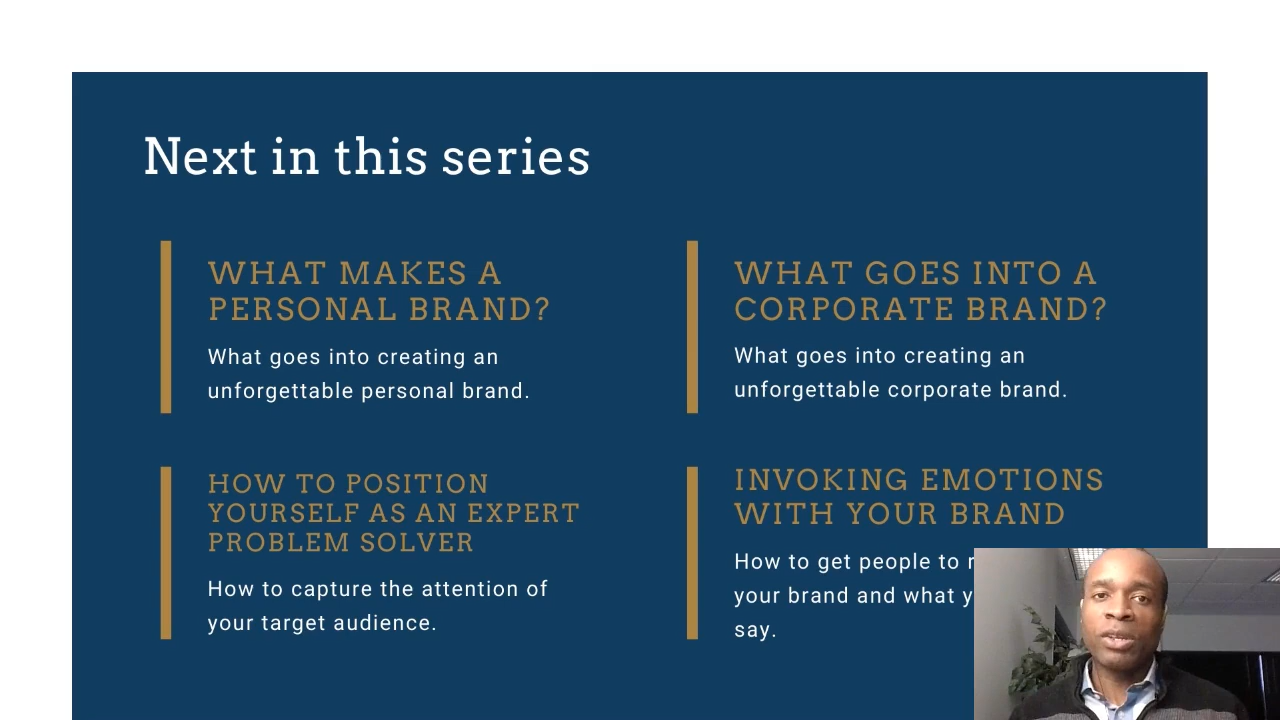 Next in this series
WHAT MAKES A
PERSONAL BRAND?
What goes into creating an
unforgettable personal brand.
WHAT GOES INTO A
CORPORATE BRAND?
What goes into creating an
unforgettable corporate brand.
HOW TO POSITION
YOURSELF AS AN EXPERT
PROBLEM SOLVER
How to capture the attention of
your target audience.
INVOKING EMOTIONS
WITH YOUR BRAND
How to get people to
your brand and what
say.